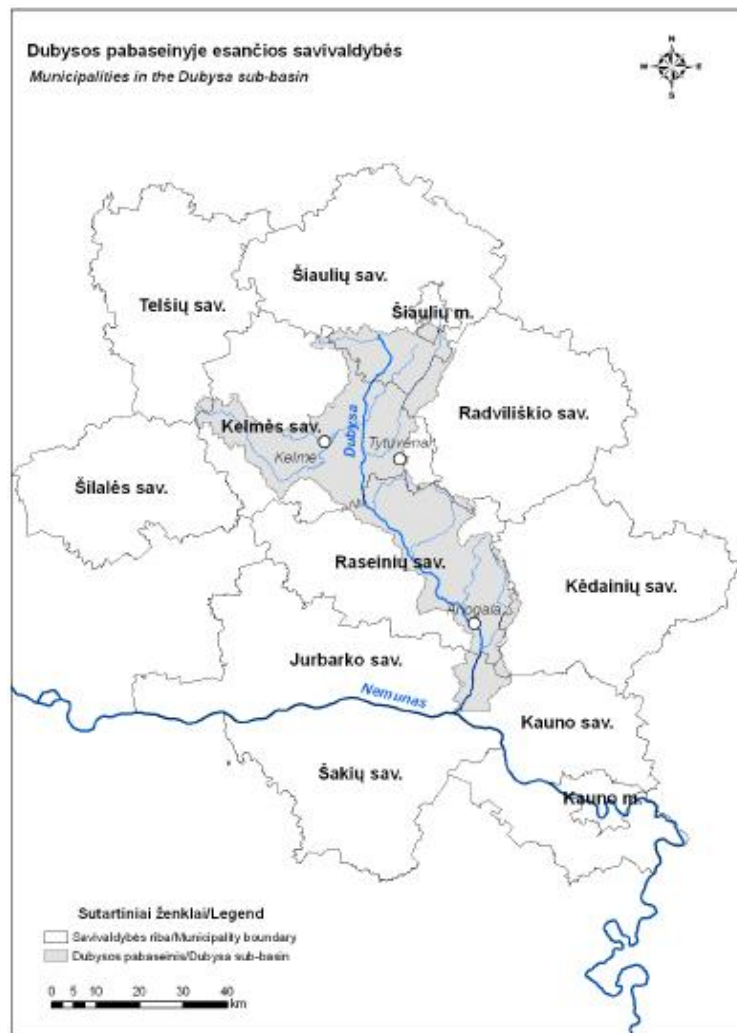 Dubysos pabaseinyje esančios savivaldybės
Municipalities in the Dubysa sub-basin
N
W E
S
Šiaulių sav.
Telšių sav.
Šiaulių m.
Radviliškio sav.
Kelmės sav.
Dubysa
Tytuvėnai
Kelmė
Šilalės sav.
Raseinių sav.
Kėdainių sav.
Ariogala
Jurbarko sav.
Nemunas
Kauno sav.
Šakių sav.
Kauno m.
Sutartiniai ženklai/Legend
Savivaldybės riba/Municipality boundary
Dubysos pabaseinis/Dubysa sub-basin
0 5 10 20 30 40
km